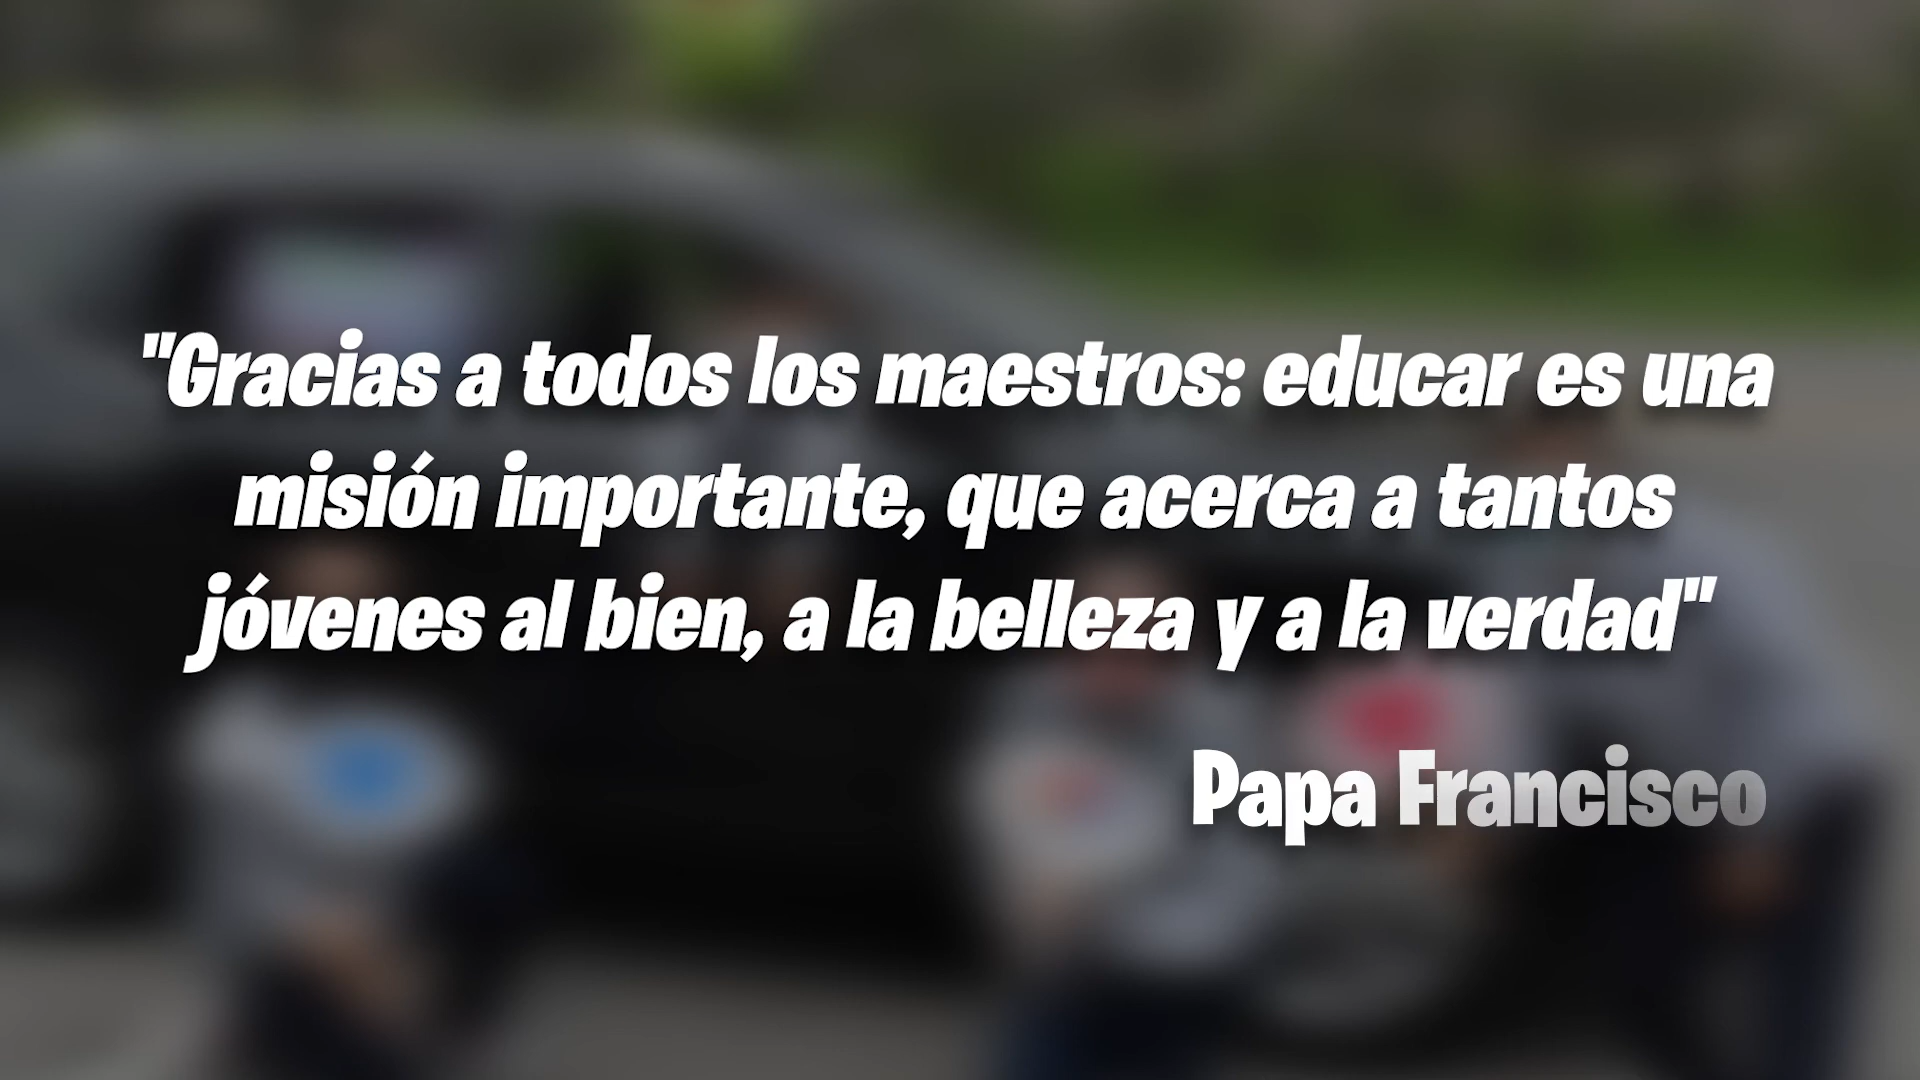 "Gracias a todos los maestros: educar es una
misión importante, que acerca a tantos
jóvenes al bien, a la belleza y a la verdad"
Papa Francisco